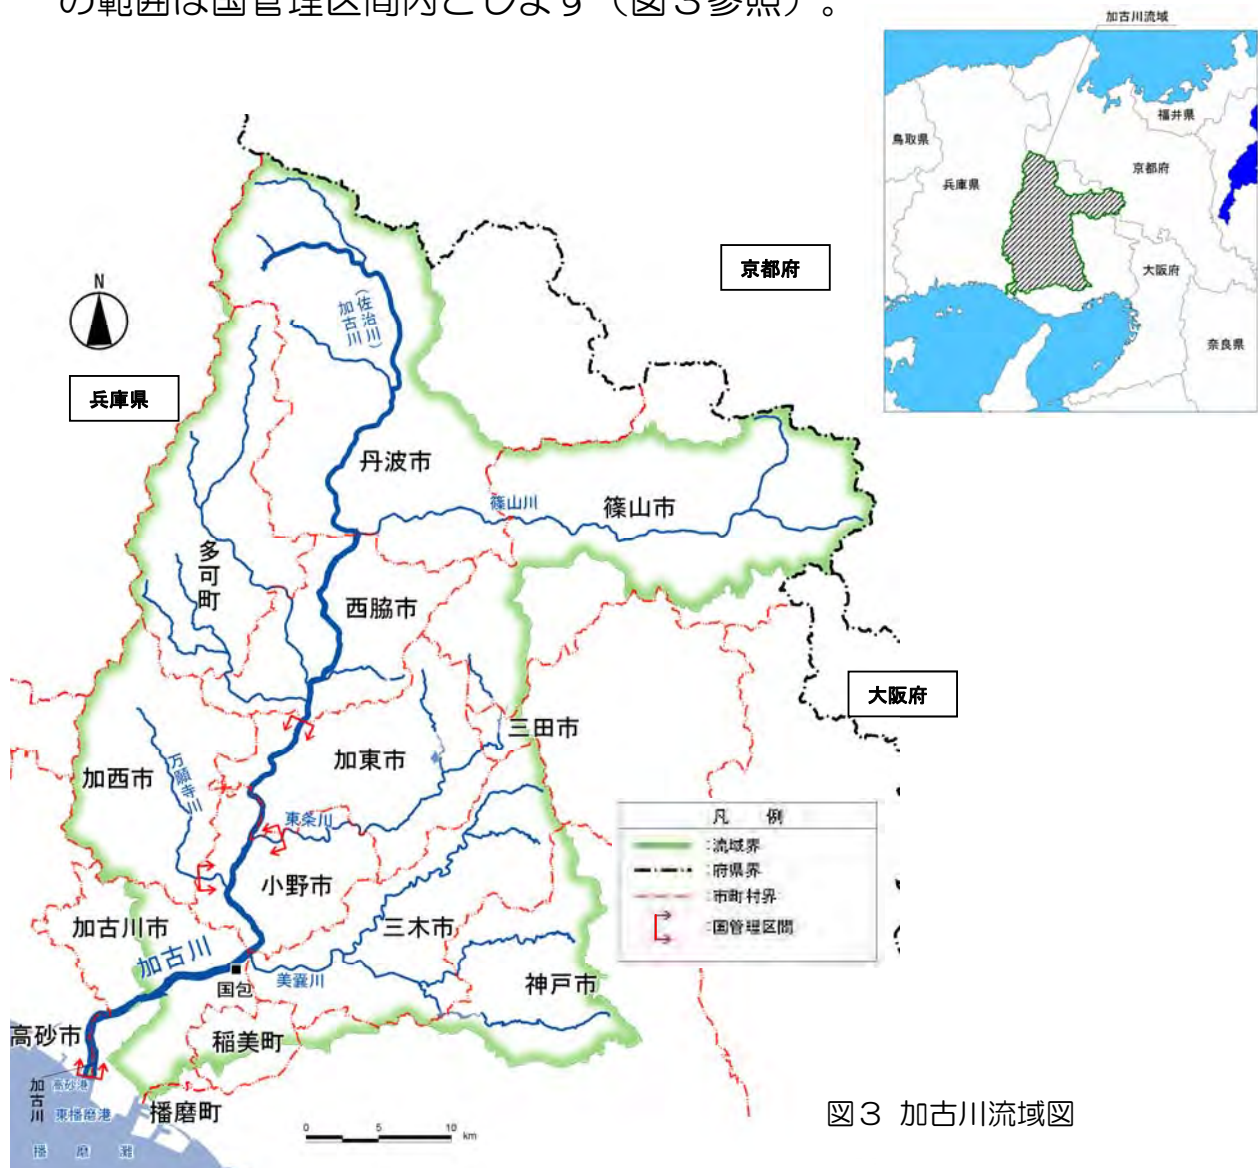 の範囲は国管理区間内とします（図３参照）。
加古川流域
福井県
鳥取県
京都府
兵庫県
大阪府
奈良県
京都府
N
兵庫県
加古川
（佐治川）
丹波市
篠山川
篠山市
多可町
西脇市
大阪府
三田市
加東市
加西市
万願寺川
東条川
小野市
凡 例
:流域界
:府県界
:市町村界
:国管理区間
加古川市
三木市
加古川
国包
美嚢川
神戸市
高砂市
稲美町
加古川
高砂港
東播磨港
播磨町
播磨灘
0 5 10 km
図３ 加古川流域図